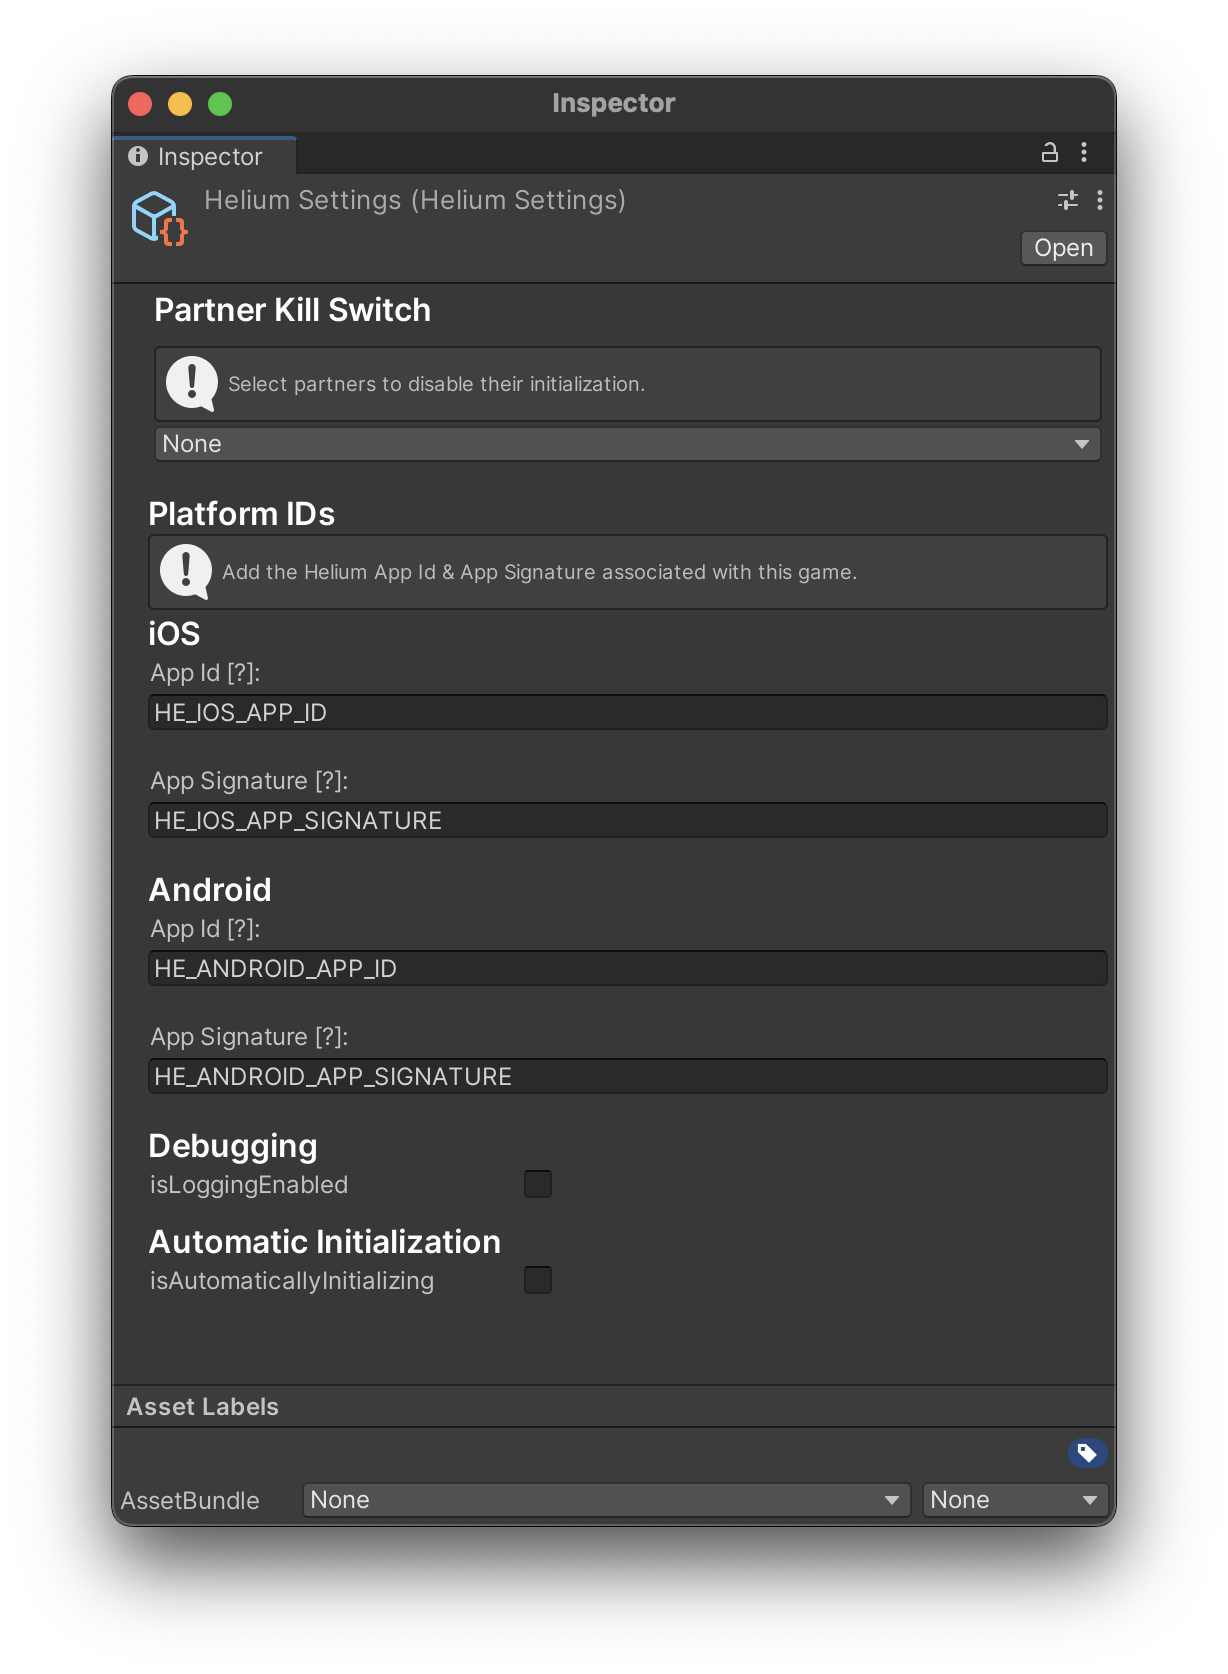 Inspector
Inspector
Helium Settings (Helium Settings)
Open
Partner Kill Switch
Select partners to disable their initialization.
None
Platform IDs
Add the Helium App Id & App Signature associated with this game.
iOS
App Id [?]:
HE_IOS_APP_ID
App Signature [?]:
HE_IOS_APP_SIGNATURE
Android
App Id [?]:
HE_ANDROID_APP_ID
App Signature [?]:
HE_ANDROID_APP_SIGNATURE
Debugging
isLoggingEnabled
Automatic Initialization
isAutomaticallyInitializing
Asset Labels
AssetBundle None None